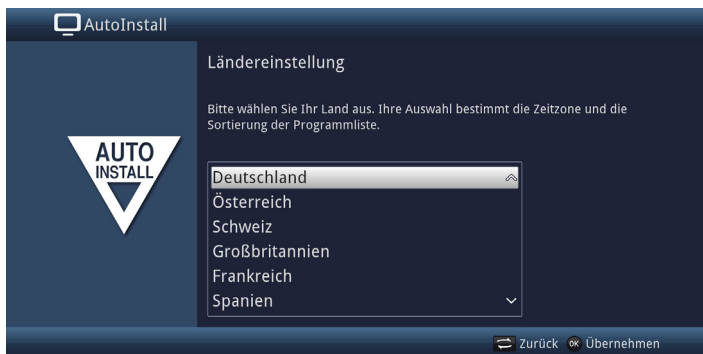 AutoInstall
Ländereinstellung
Bitte wählen Sie Ihr Land aus. Ihre Auswahl bestimmt die Zeitzone und die
Sortierung der Programmliste.
AUTO
INSTALL
Deutschland
Österreich
Schweiz
Großbritannien
Frankreich
Spanien
Zurück OK Übernehmen